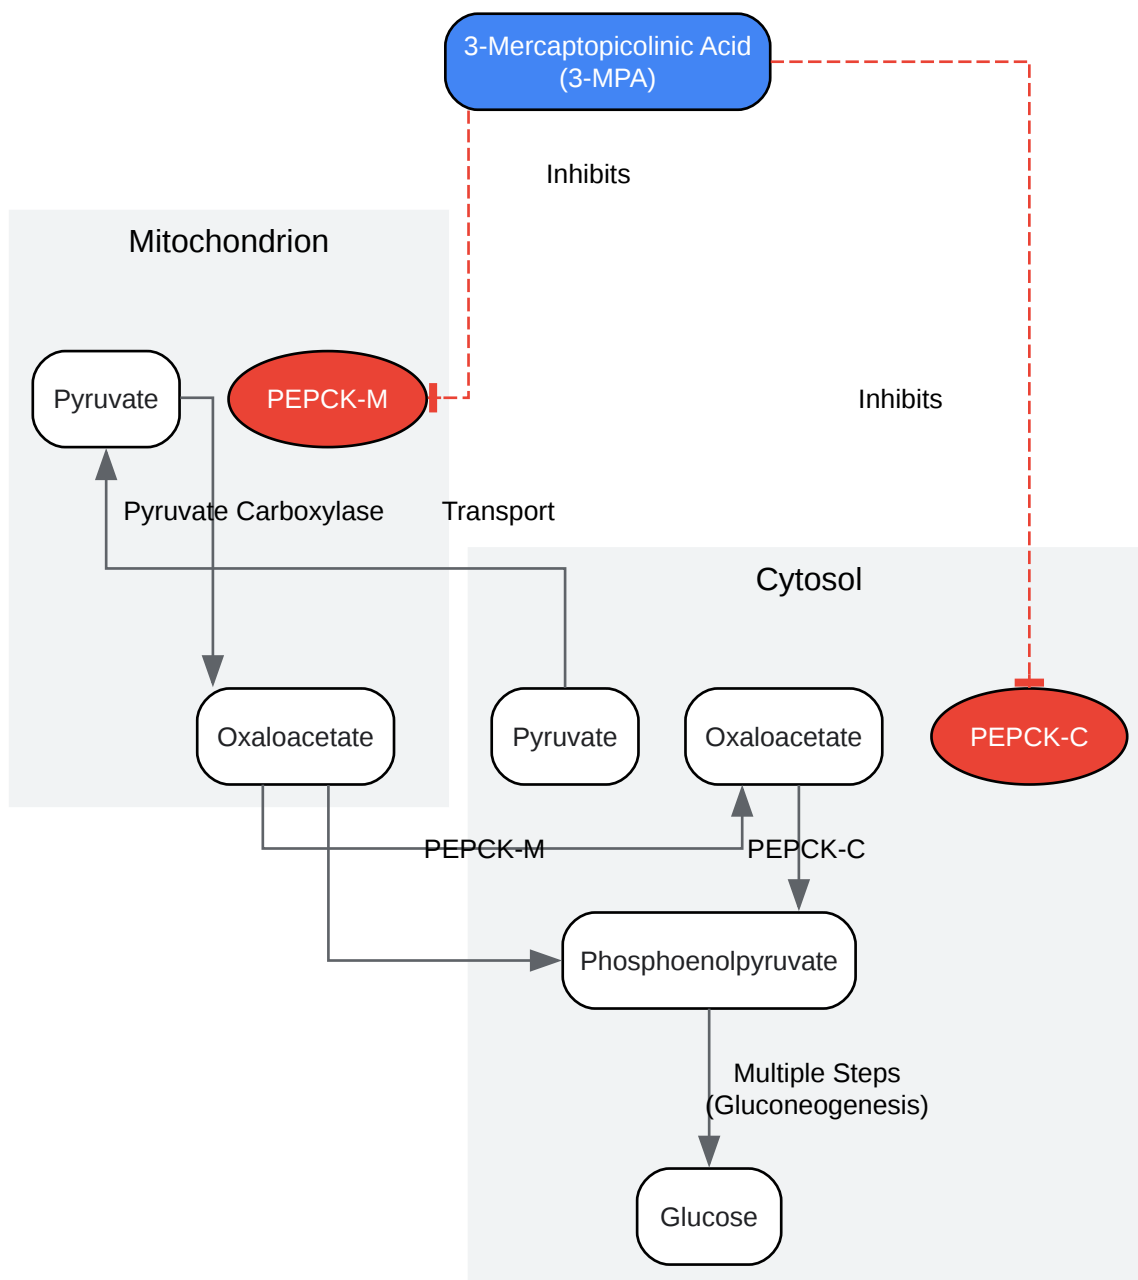 3-Mercaptopicolinic Acid
(3-MPA)
Inhibits
Mitochondrion
Pyruvate
PEPCK-M
Inhibits
Pyruvate Carboxylase
Transport
Cytosol
Oxaloacetate
Pyruvate
Oxaloacetate
PEPCK-C
PEPCK-M
PEPCK-C
Phosphoenolpyruvate
Multiple Steps
(Gluconeogenesis)
Glucose